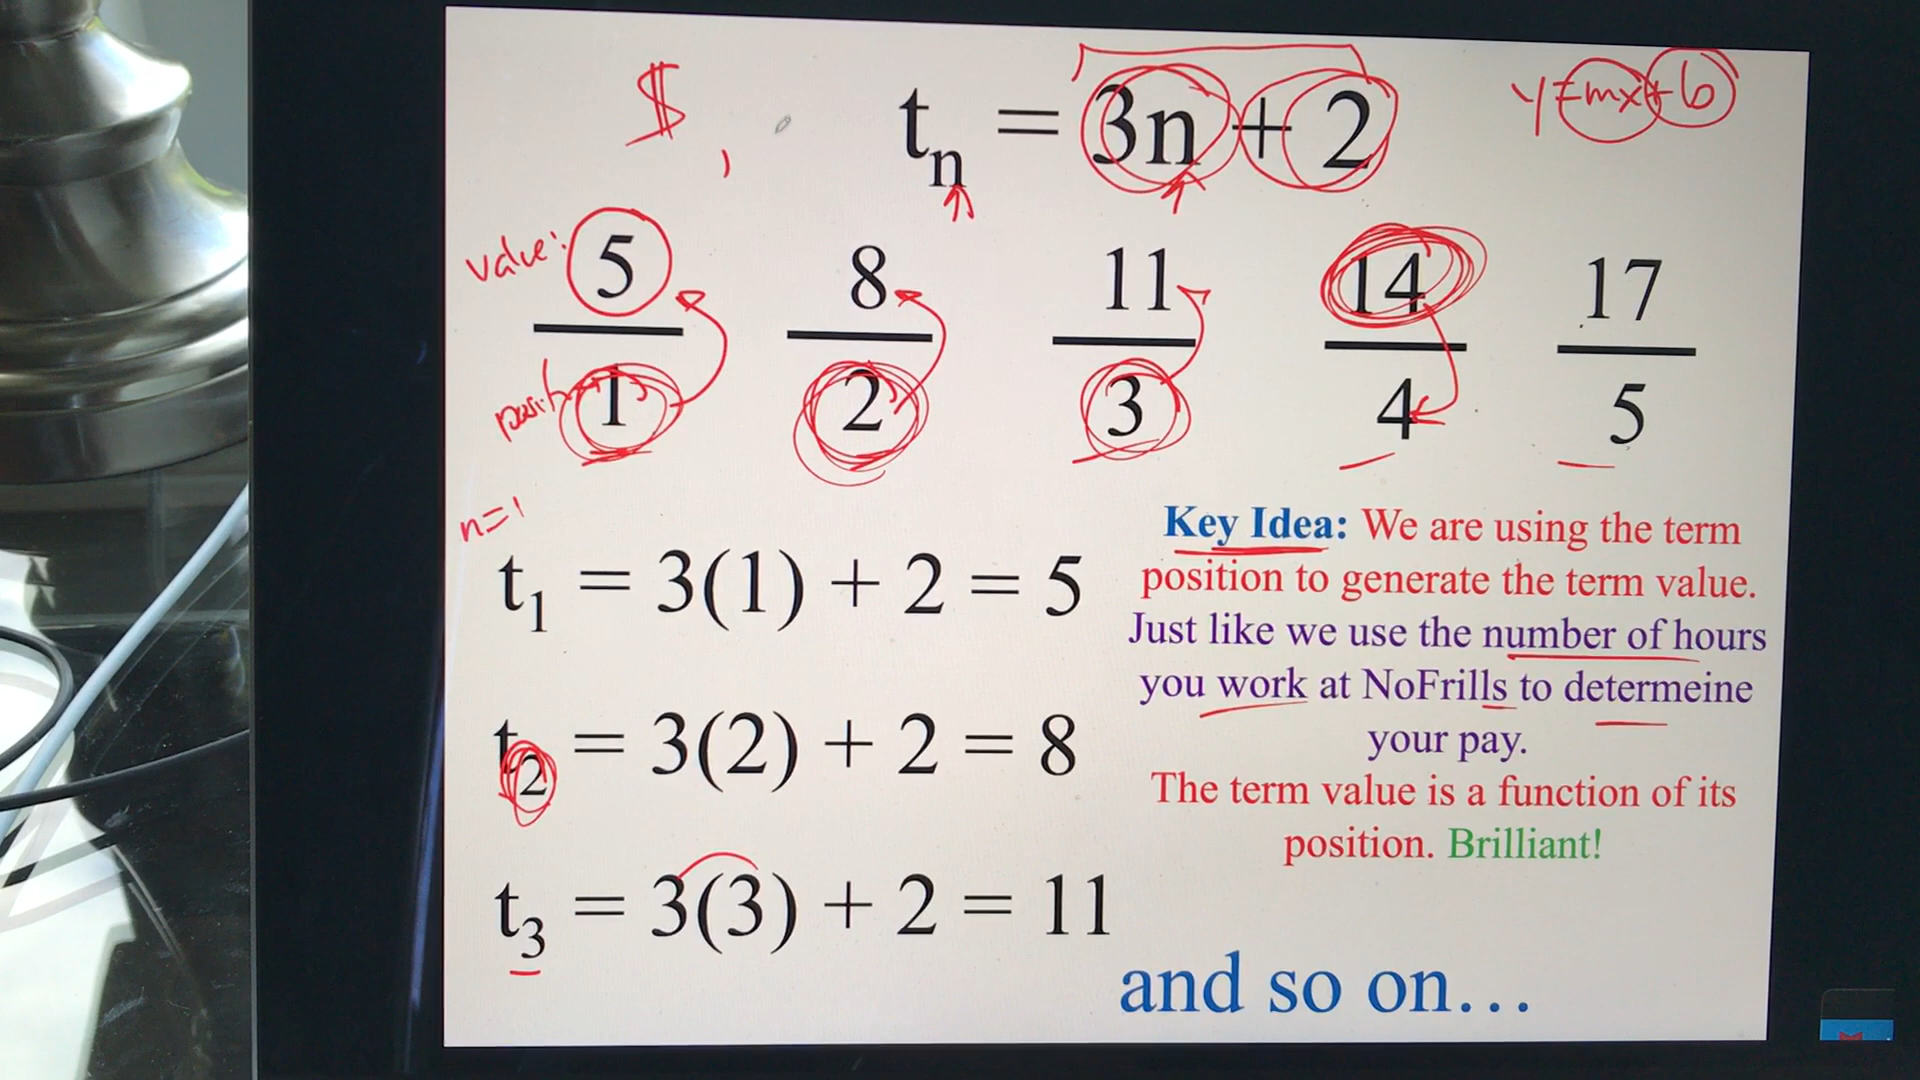 $ , tn = 3n + 2 y=mx+b
value: 5 8 11 14 17
1 2 3 4 5
n=1
t1 = 3(1) + 2 = 5
t2 = 3(2) + 2 = 8
t3 = 3(3) + 2 = 11
Key Idea: We are using the term
position to generate the term value.
Just like we use the number of hours
you work at NoFrills to determeine
your pay.
The term value is a function of its
position. Brilliant!
and so on...